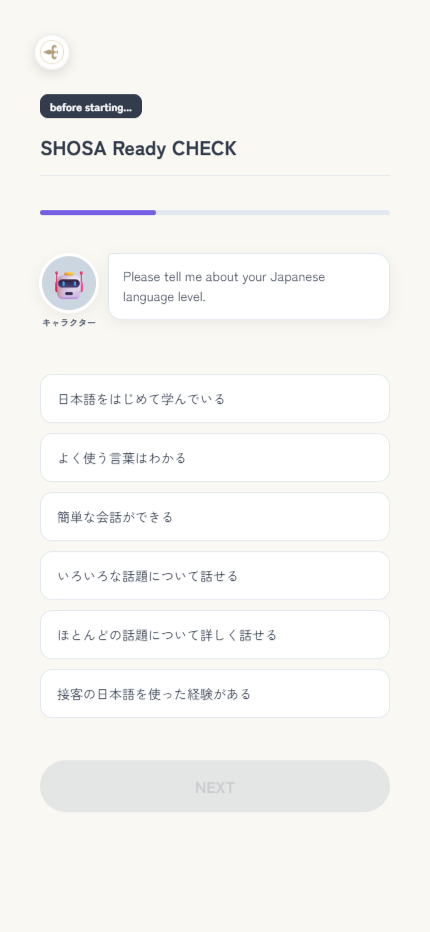 before starting...
SHOSA Ready CHECK
Please tell me about your Japanese
language level.
キャラクター
日本語をはじめて学んでいる
よく使う言葉はわかる
簡単な会話ができる
いろいろな話題について話せる
ほとんどの話題について詳しく話せる
接客の日本語を使った経験がある
NEXT